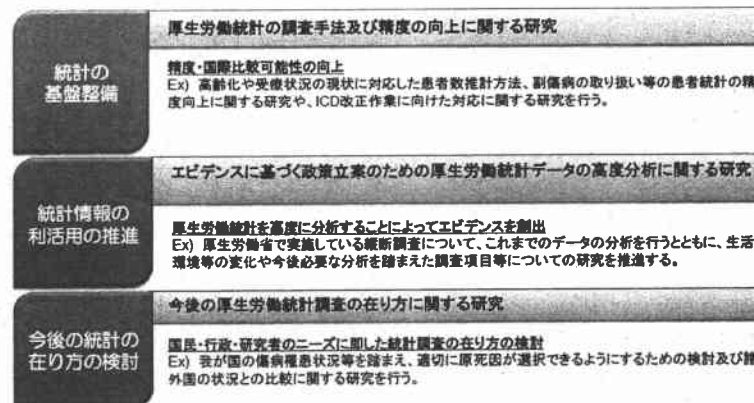 統計の
基盤整備
厚生労働統計の調査手法及び精度の向上に関する研究
精度・国際比較可能性の向上
Ex) 高齢化や受療状況の現状に対応した患者数推計方法、副傷病の取り扱い等の患者統計の精
度向上に関する研究や、ICD改正作業に向けた対応に関する研究を行う。
統計情報の
利活用の推進
エビデンスに基づく政策立案のための厚生労働統計データの高度分析に関する研究
厚生労働統計を高度に分析することによってエビデンスを創出
Ex) 厚生労働省で実施している縦断調査について、これまでのデータの分析を行うとともに、生活
環境等の変化や今後必要な分析を踏まえた調査項目等についての研究を推進する。
今後の統計の
在り方の検討
今後の厚生労働統計調査の在り方に関する研究
国民・行政・研究者のニーズに即した統計調査の在り方の検討
Ex) 我が国の傷病罹患状況等を踏まえ、適切に原死因が選択できるようにするための検討及び諸
外国の状況との比較に関する研究を行う。